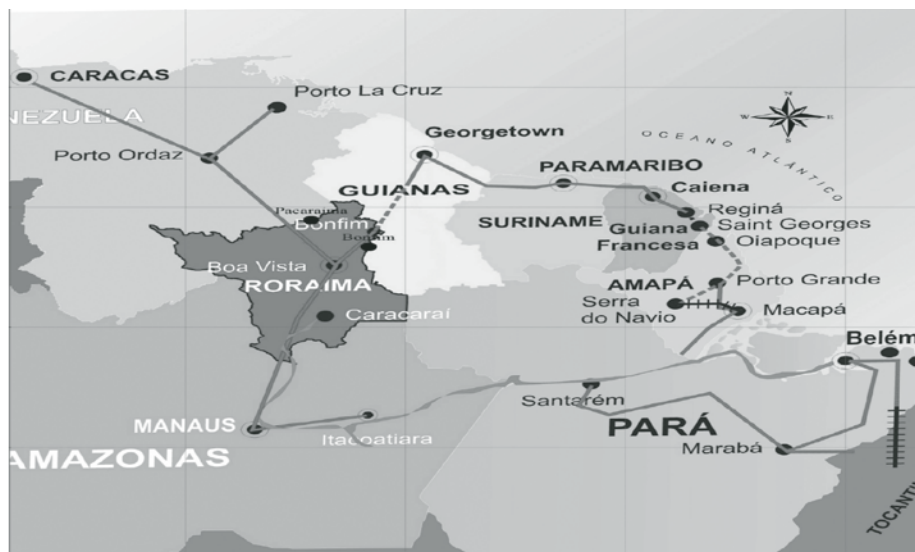 CARACAS
Porto La Cruz
NEZUELA
Georgetown
Porto Ordaz
OCEANO ATLÁNTICO
N
W
E
S
PARAMARIBO
GUIANAS
Caiena
Pacaraima
Bonfim
SURINAME
Reginá
Guiana
Saint Georges
Bonfim
Francesa
Oiapoque
Boa Vista
RORAIMA
AMAPÁ
Porto Grande
Serra
do Navio
Macapá
Caracaraí
Belém
Santarém
MANAUS
Itacoatiara
PARÁ
Marabá
AMAZONAS
TOCANTI